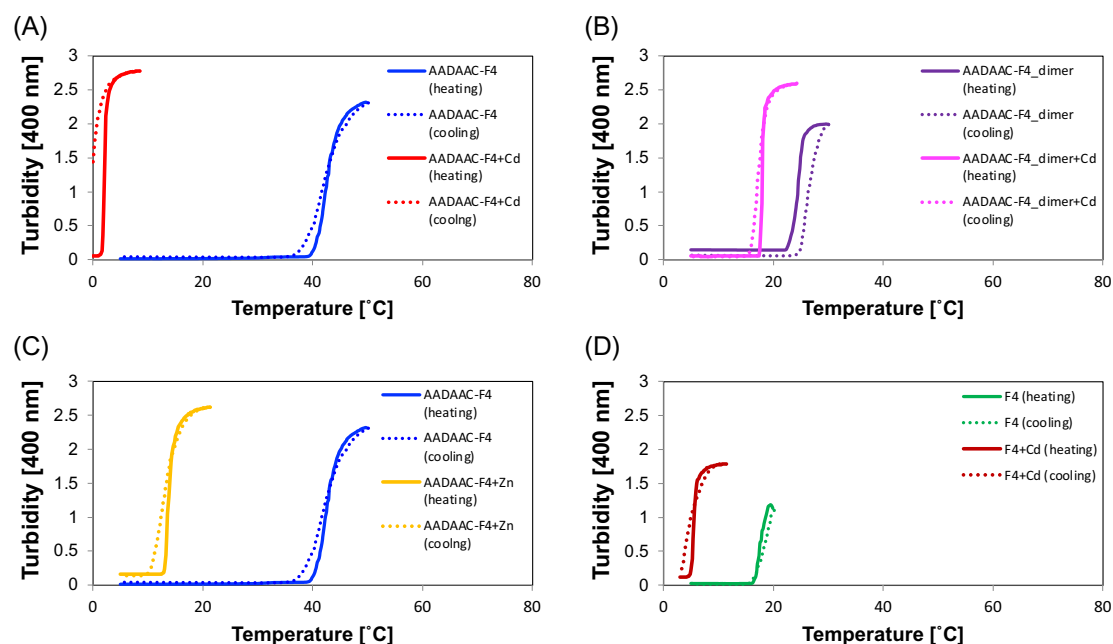 (A)
Turbidity [400 nm]
3
2.5
2
1.5
1
0.5
0
0
20
40
60
80
Temperature [˚C]
AADAAC-F4
(heating)
AADAAC-F4
(cooling)
AADAAC-F4+Cd
(heating)
AADAAC-F4+Cd
(coolng)
(B)
Turbidity [400 nm]
3
2.5
2
1.5
1
0.5
0
0
20
40
60
80
Temperature [˚C]
AADAAC-F4_dimer
(heating)
AADAAC-F4_dimer
(cooling)
AADAAC-F4_dimer+Cd
(heating)
AADAAC-F4_dimer+Cd
(cooling)
(C)
Turbidity [400 nm]
3
2.5
2
1.5
1
0.5
0
0
20
40
60
80
Temperature [˚C]
AADAAC-F4
(heating)
AADAAC-F4
(cooling)
AADAAC-F4+Zn
(heating)
AADAAC-F4+Zn
(coolng)
(D)
Turbidity [400 nm]
3
2.5
2
1.5
1
0.5
0
0
20
40
60
80
Temperature [˚C]
F4 (heating)
F4 (cooling)
F4+Cd (heating)
F4+Cd (cooling)